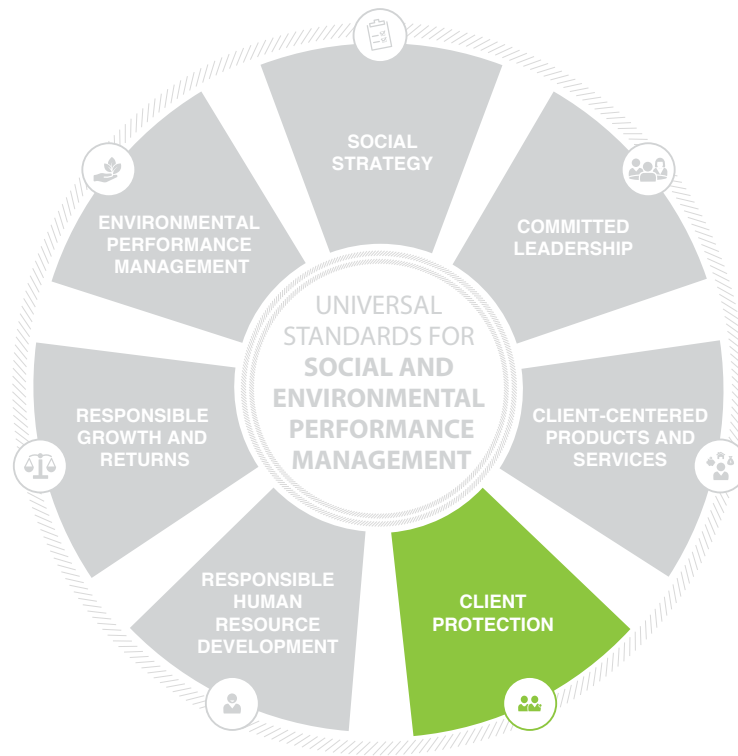 SOCIAL
STRATEGY
COMMITTED
LEADERSHIP
CLIENT-CENTERED
PRODUCTS AND
SERVICES
CLIENT
PROTECTION
RESPONSIBLE
HUMAN
RESOURCE
DEVELOPMENT
RESPONSIBLE
GROWTH AND
RETURNS
ENVIRONMENTAL
PERFORMANCE
MANAGEMENT
UNIVERSAL
STANDARDS FOR
SOCIAL AND
ENVIRONMENTAL
PERFORMANCE
MANAGEMENT